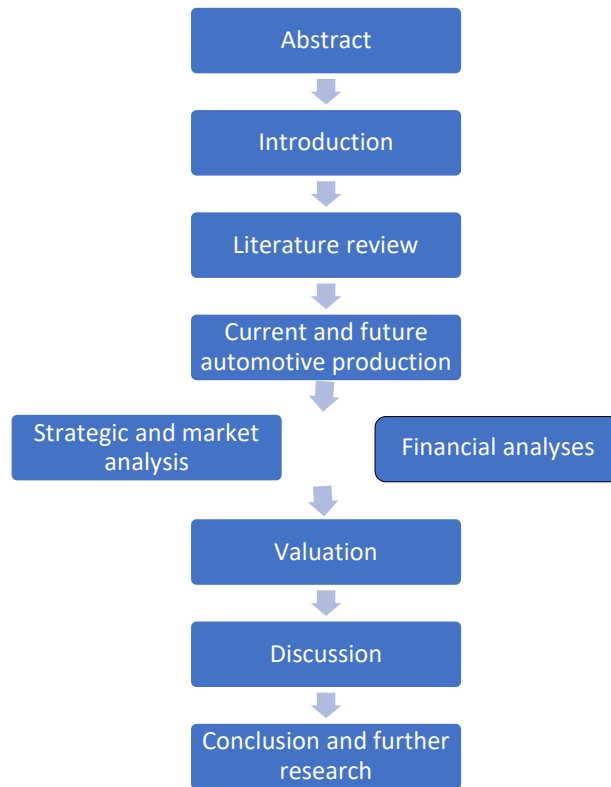 Abstract
Introduction
Literature review
Current and future
automotive production
Strategic and market
analysis
Financial analyses
Valuation
Discussion
Conclusion and further
research